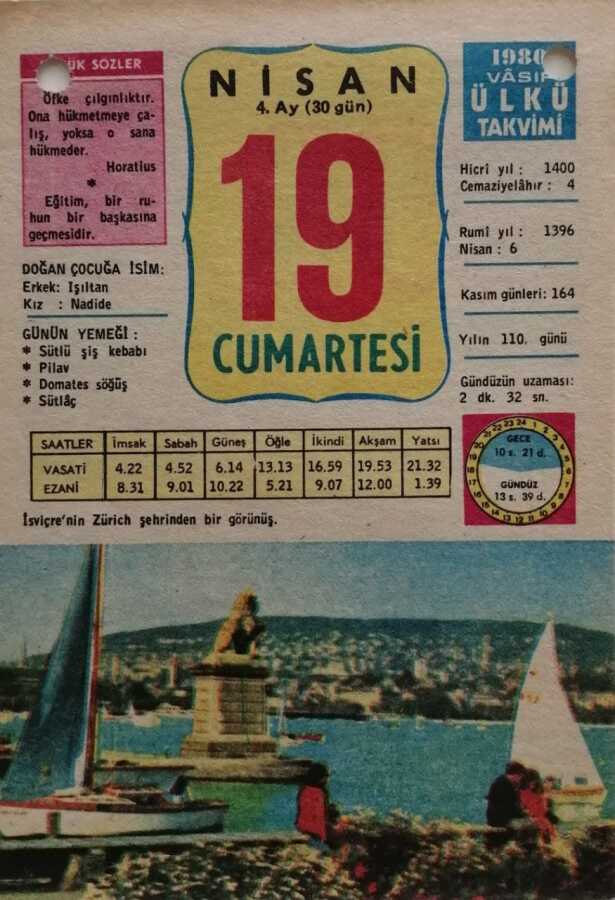 ÜK SÖZLER
Öfke çılgınlıktır.
Ona hükmetmeye ça-
lış, yoksa o sana
hükmeder.
Horatius
*
Eğitim, bir ru-
hun bir başkasına
geçmesidir.
DOĞAN ÇOCUĞA İSİM:
Erkek: Işıltan
Kız : Nadide
GÜNÜN YEMEĞİ :
* Sütlü şiş kebabı
* Pilav
* Domates söğüş
* Sütlâç
NİSAN
4. Ay (30 gün)
19
CUMARTESİ
1980
VÂSIF
ÜLKÜ
TAKVİMİ
Hicrî yıl : 1400
Cemaziyelâhır : 4
Rumî yıl : 1396
Nisan : 6
Kasım günleri: 164
Yılın 110. günü
Gündüzün uzaması:
2 dk. 32 sn.
SAATLER İmsak Sabah Güneş Öğle İkindi Akşam Yatsı
VASATİ 4.22 4.52 6.14 13.13 16.59 19.53 21.32
EZANİ 8.31 9.01 10.22 5.21 9.07 12.00 1.39
GECE
10 s. 21 d.
GÜNDÜZ
13 s. 39 d.
İsviçre'nin Zürich şehrinden bir görünüş.